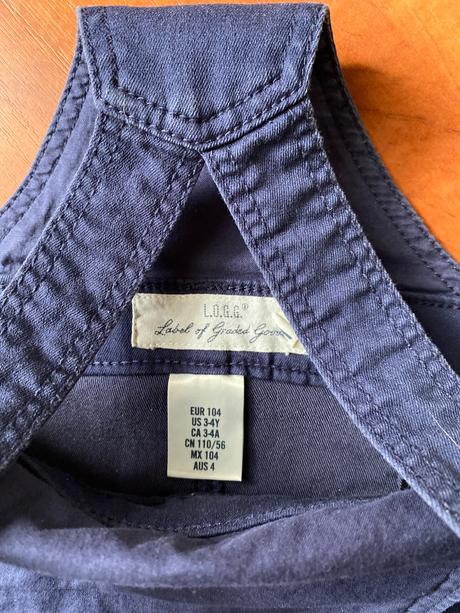 L.O.G.G.®
Label of Graded Goods
EUR 104
US 3-4Y
CA 3-4A
CN 110/56
MX 104
AUS 4